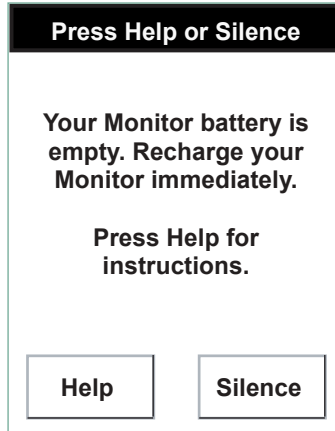 Press Help or Silence
Your Monitor battery is
empty. Recharge your
Monitor immediately.
Press Help for
instructions.
Help
Silence